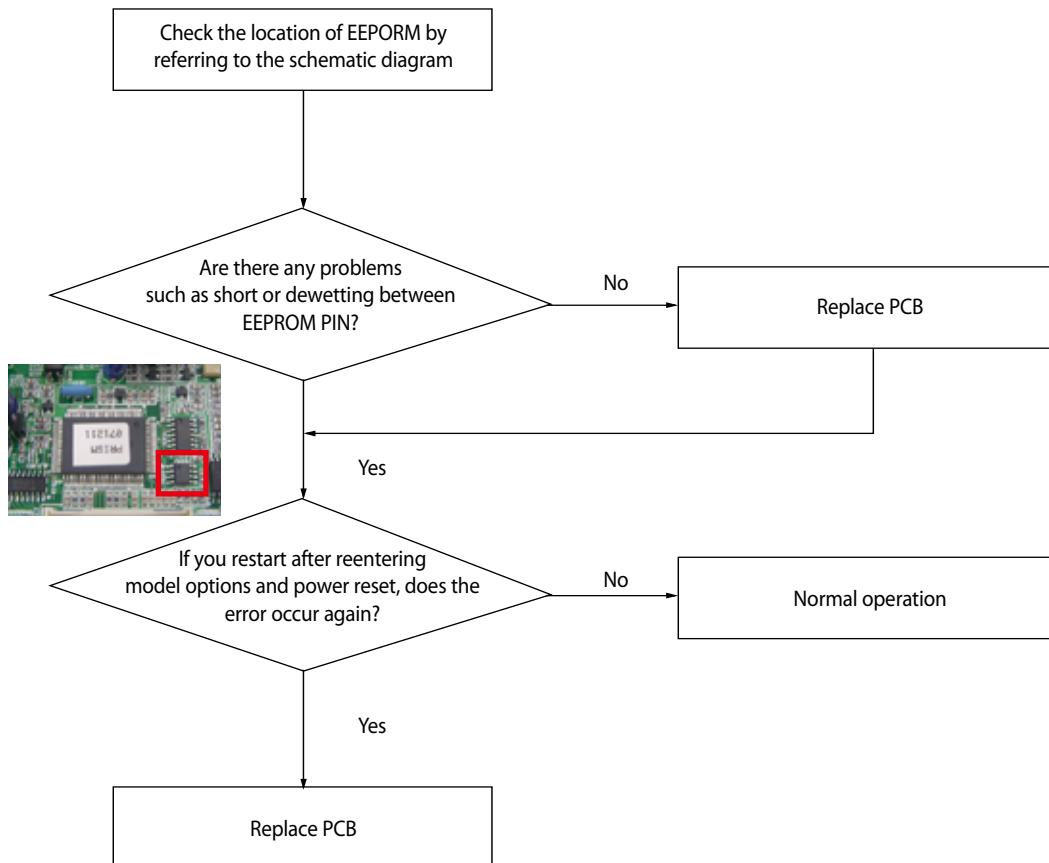 Check the location of EEPORM by
referring to the schematic diagram
Are there any problems
such as short or dewetting between
EEPROM PIN?
No
Replace PCB
PRISM
071211
Yes
If you restart after reentering
model options and power reset, does the
error occur again?
No
Normal operation
Yes
Replace PCB